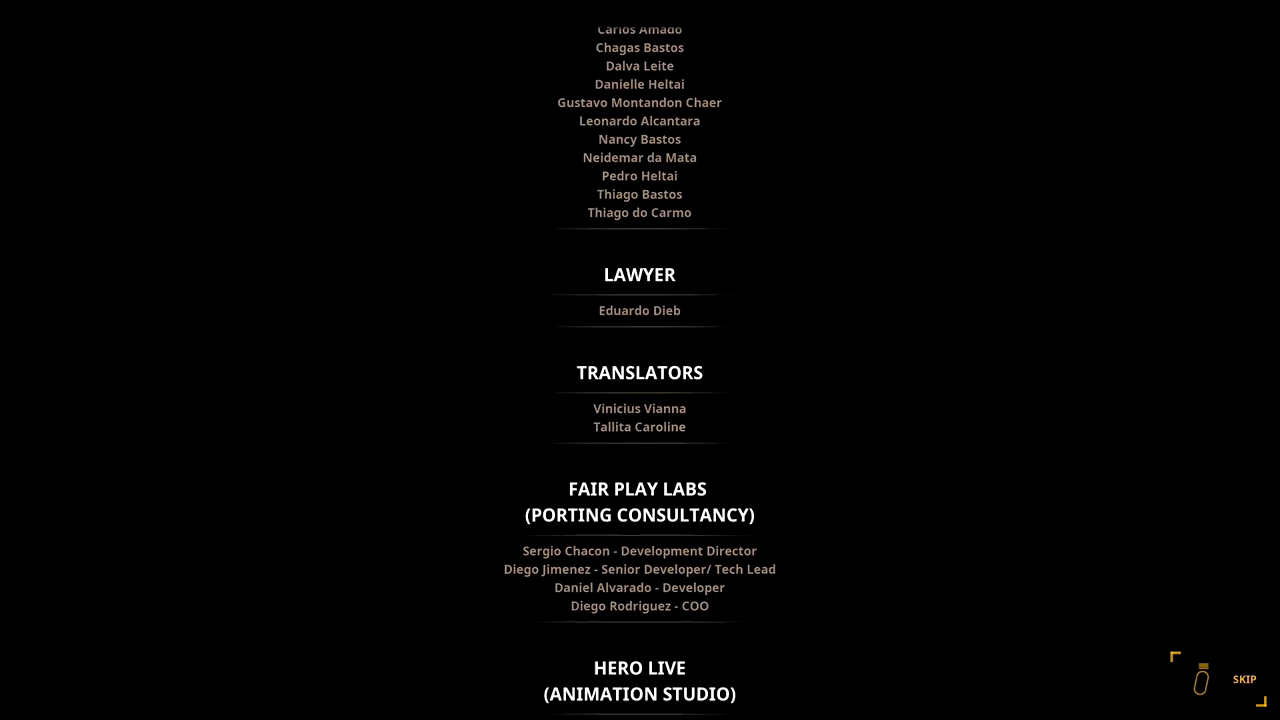 Carlos Amado
Chagas Bastos
Dalva Leite
Danielle Heltai
Gustavo Montandon Chaer
Leonardo Alcantara
Nancy Bastos
Neidemar da Mata
Pedro Heltai
Thiago Bastos
Thiago do Carmo
LAWYER
Eduardo Dieb
TRANSLATORS
Vinicius Vianna
Tallita Caroline
FAIR PLAY LABS
(PORTING CONSULTANCY)
Sergio Chacon - Development Director
Diego Jimenez - Senior Developer/ Tech Lead
Daniel Alvarado - Developer
Diego Rodriguez - COO
HERO LIVE
(ANIMATION STUDIO)
SKIP